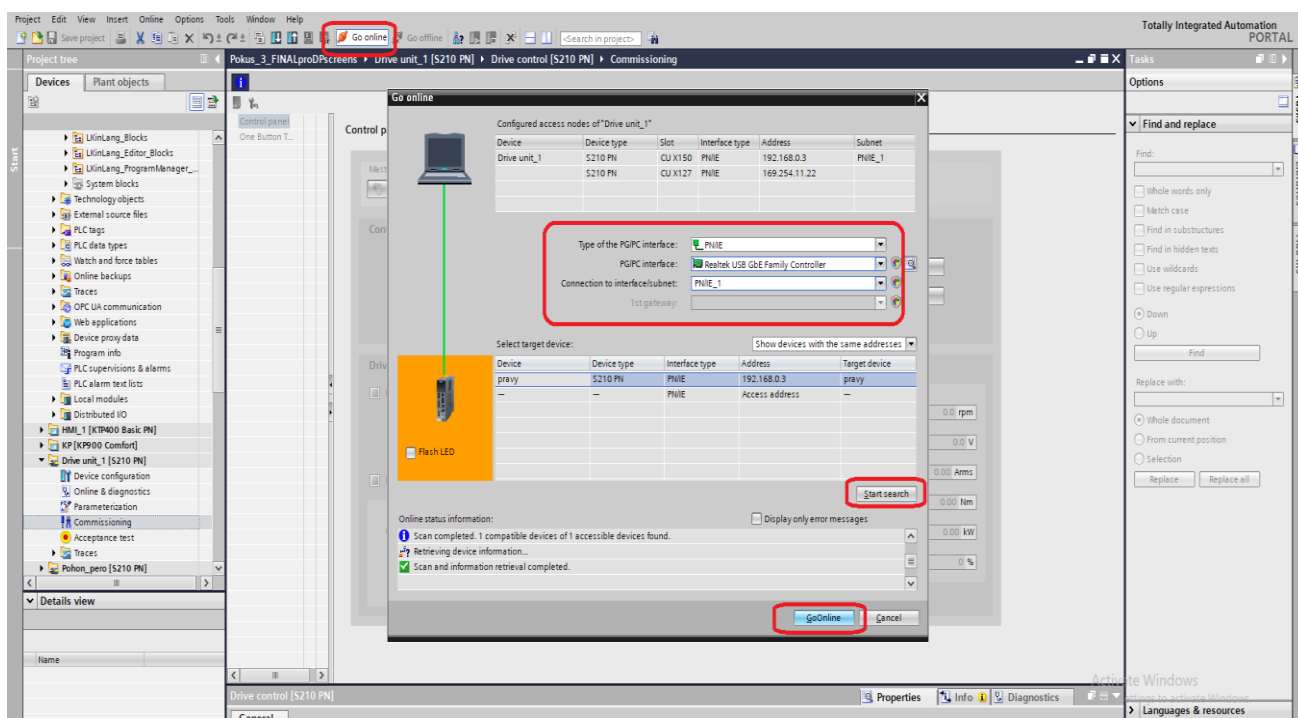 Project Edit View Insert Online Options Tools Window Help
Totally Integrated Automation
PORTAL
Save project
Go online
Go offline
<Search in project>
Project tree
Pokus_3_FINALproDPscreens Drive unit_1 [S210 PN] Drive control [S210 PN] Commissioning
Tasks
Devices
Plant objects
Options
Start
LKinLang_Blocks
LKinLang_Editor_Blocks
LKinLang_ProgramManager_...
System blocks
Technology objects
External source files
PLC tags
PLC data types
Watch and force tables
Online backups
Traces
OPC UA communication
Web applications
Device proxy data
Program info
PLC supervisions & alarms
PLC alarm text lists
Local modules
Distributed I/O
HMI_1 [KTP400 Basic PN]
KP [KP900 Comfort]
Drive unit_1 [S210 PN]
Device configuration
Online & diagnostics
Parameterization
Commissioning
Acceptance test
Traces
Pohon_pero [S210 PN]
Details view
Name
Control panel
One Button T...
Control p
Mast
Con
Driv
Go online
Configured access nodes of "Drive unit_1"
Device Device type Slot Interface type Address Subnet
Drive unit_1 S210 PN CU X150 PN/IE 192.168.0.3 PN/IE_1
S210 PN CU X127 PN/IE 169.254.11.22
Type of the PG/PC interface: PN/IE
PG/PC interface: Realtek USB GbE Family Controller
Connection to interface/subnet: PN/IE_1
1st gateway:
Select target device:
Show devices with the same addresses
Device Device type Interface type Address Target device
pravy S210 PN PN/IE 192.168.0.3 pravy
— — PN/IE Access address —
Flash LED
Start search
Online status information:
Display only error messages
Scan completed. 1 compatible devices of 1 accessible devices found.
Retrieving device information...
Scan and information retrieval completed.
GoOnline
Cancel
0.0 rpm
0.0 V
0.00 Arms
0.00 Nm
0.00 kW
0 %
Find and replace
Find:
Whole words only
Match case
Find in substructures
Find in hidden texts
Use wildcards
Use regular expressions
Down
Up
Find
Replace with:
Whole document
From current position
Selection
Replace
Replace all
Activate Windows
Languages & resources
Drive control [S210 PN]
Properties
Info
Diagnostics
General